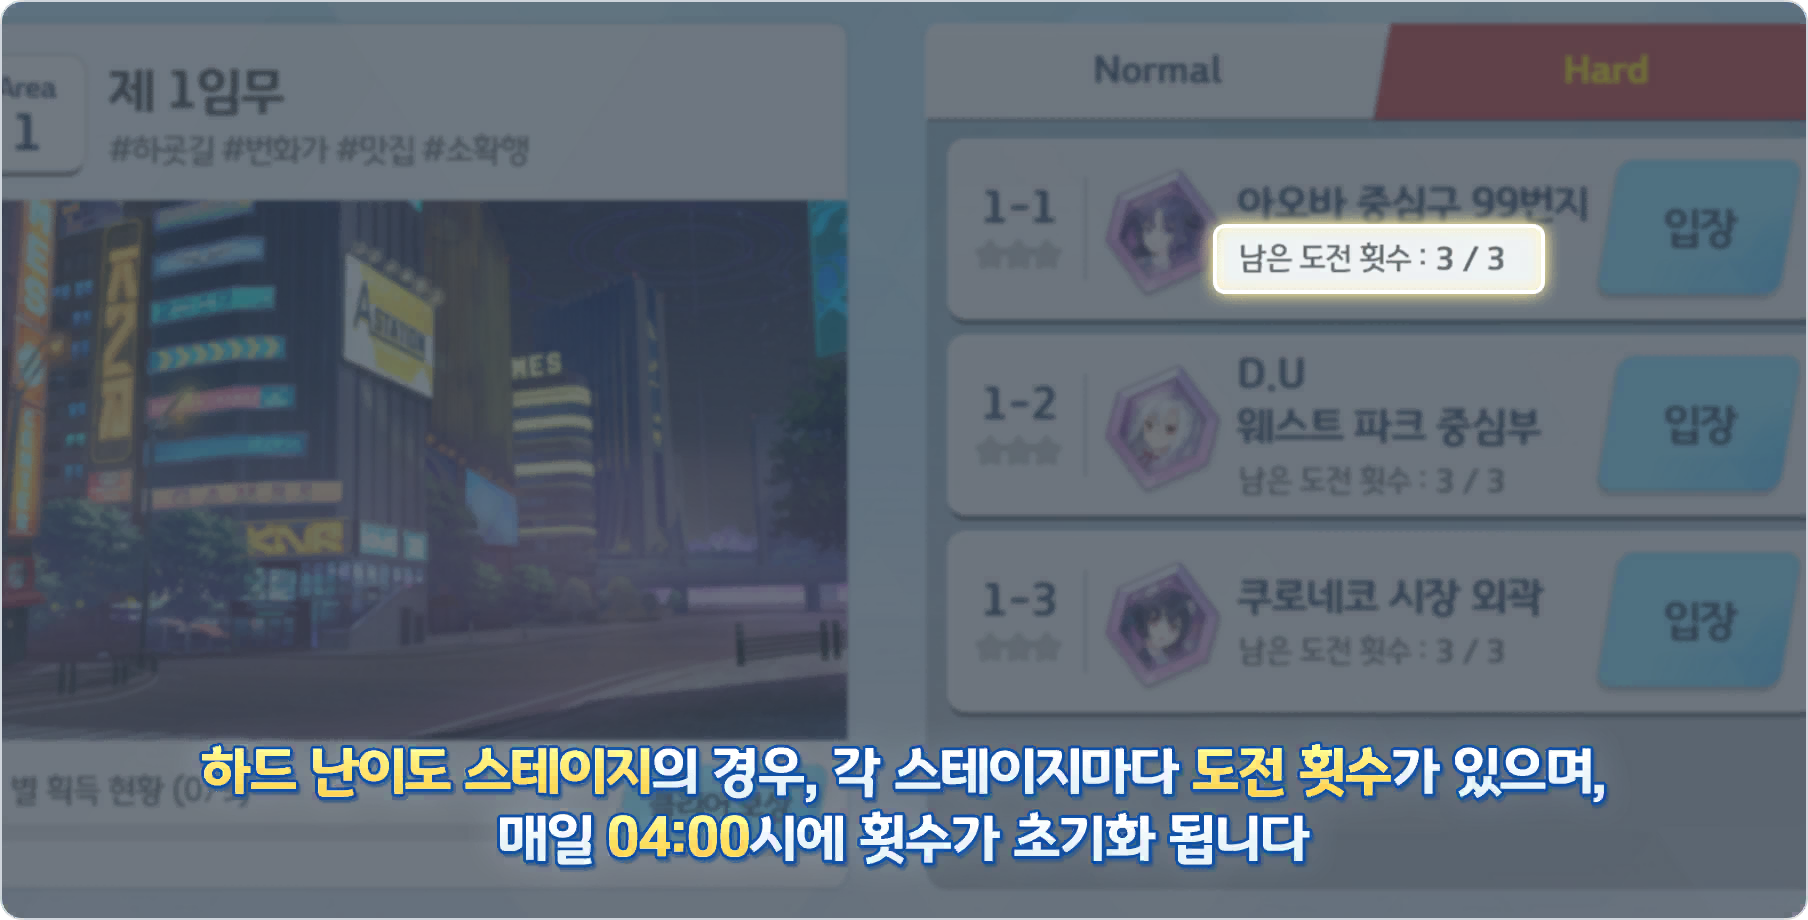 Area
1
제 1임무
#하굣길 #번화가 #맛집 #소확행
A STATION
MES
KNS
별 획득 현황
Normal
Hard
1-1
아오바 중심구 99번지
남은 도전 횟수 : 3 / 3
입장
1-2
D.U
웨스트 파크 중심부
남은 도전 횟수 : 3 / 3
입장
1-3
쿠로네코 시장 외곽
남은 도전 횟수 : 3 / 3
입장
하드 난이도 스테이지의 경우, 각 스테이지마다 도전 횟수가 있으며,
매일 04:00시에 횟수가 초기화 됩니다